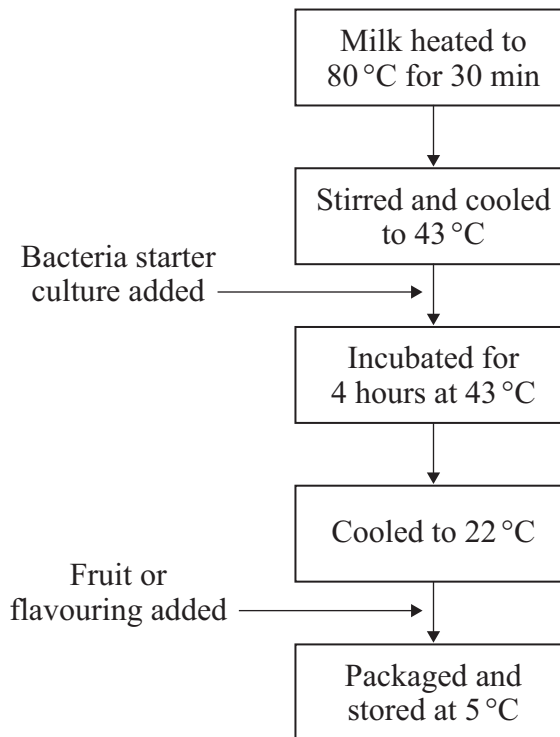 Milk heated to
80 °C for 30 min
Stirred and cooled
to 43 °C
Bacteria starter
culture added
Incubated for
4 hours at 43 °C
Cooled to 22 °C
Fruit or
flavouring added
Packaged and
stored at 5 °C